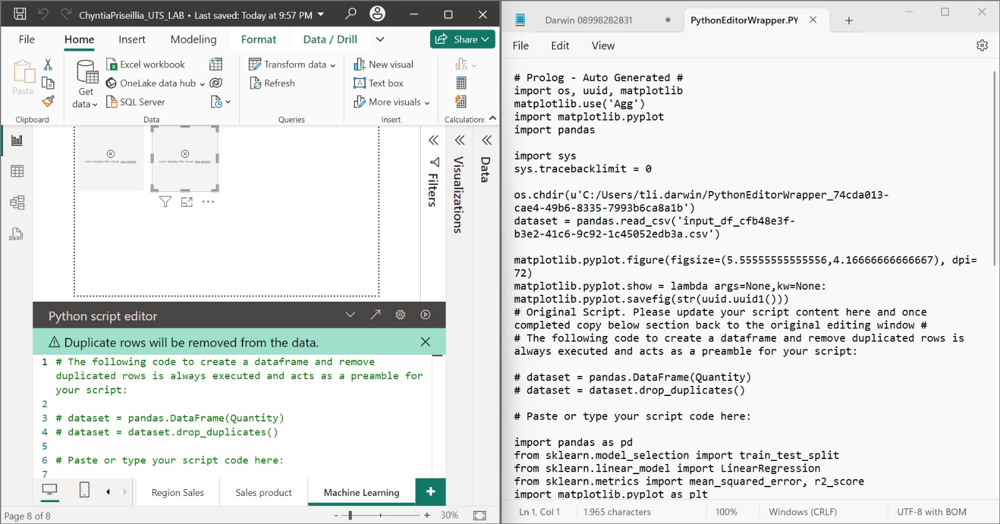 ChyntiaPriseillia_UTS_LAB • Last saved: Today at 9:57 PM
File Home Insert Modeling Format Data / Drill Share
Paste
Clipboard
Get data
Excel workbook
OneLake data hub
SQL Server
Data
Transform data
Refresh
Queries
New visual
Text box
More visuals
Insert
Calculations
DAX
Can't display this visual. See details
Can't display this visual. See details
Filters
Visualizations
Data
Python script editor
Duplicate rows will be removed from the data.
1 # The following code to create a dataframe and remove
duplicated rows is always executed and acts as a preamble for
your script:
2
3 # dataset = pandas.DataFrame(Quantity)
4 # dataset = dataset.drop_duplicates()
5
6 # Paste or type your script code here:
7
Region Sales Sales product Machine Learning +
Page 8 of 8 - + 30%
Darwin 08998282831 PythonEditorWrapper.PY
File Edit View
# Prolog - Auto Generated #
import os, uuid, matplotlib
matplotlib.use('Agg')
import matplotlib.pyplot
import pandas
import sys
sys.tracebacklimit = 0
os.chdir(u'C:/Users/tli.darwin/PythonEditorWrapper_74cda013-
cae4-49b6-8335-7993b6ca8a1b')
dataset = pandas.read_csv('input_df_cfb48e3f-
b3e2-41c6-9c92-1c45052edb3a.csv')
matplotlib.pyplot.figure(figsize=(5.55555555555556,4.16666666666667), dpi=
72)
matplotlib.pyplot.show = lambda args=None,kw=None:
matplotlib.pyplot.savefig(str(uuid.uuid1()))
# Original Script. Please update your script content here and once
completed copy below section back to the original editing window #
# The following code to create a dataframe and remove duplicated rows is
always executed and acts as a preamble for your script:
# dataset = pandas.DataFrame(Quantity)
# dataset = dataset.drop_duplicates()
# Paste or type your script code here:
import pandas as pd
from sklearn.model_selection import train_test_split
from sklearn.linear_model import LinearRegression
from sklearn.metrics import mean_squared_error, r2_score
import matplotlib.pyplot as plt
Ln 1, Col 1 1.965 characters 100% Windows (CRLF) UTF-8 with BOM